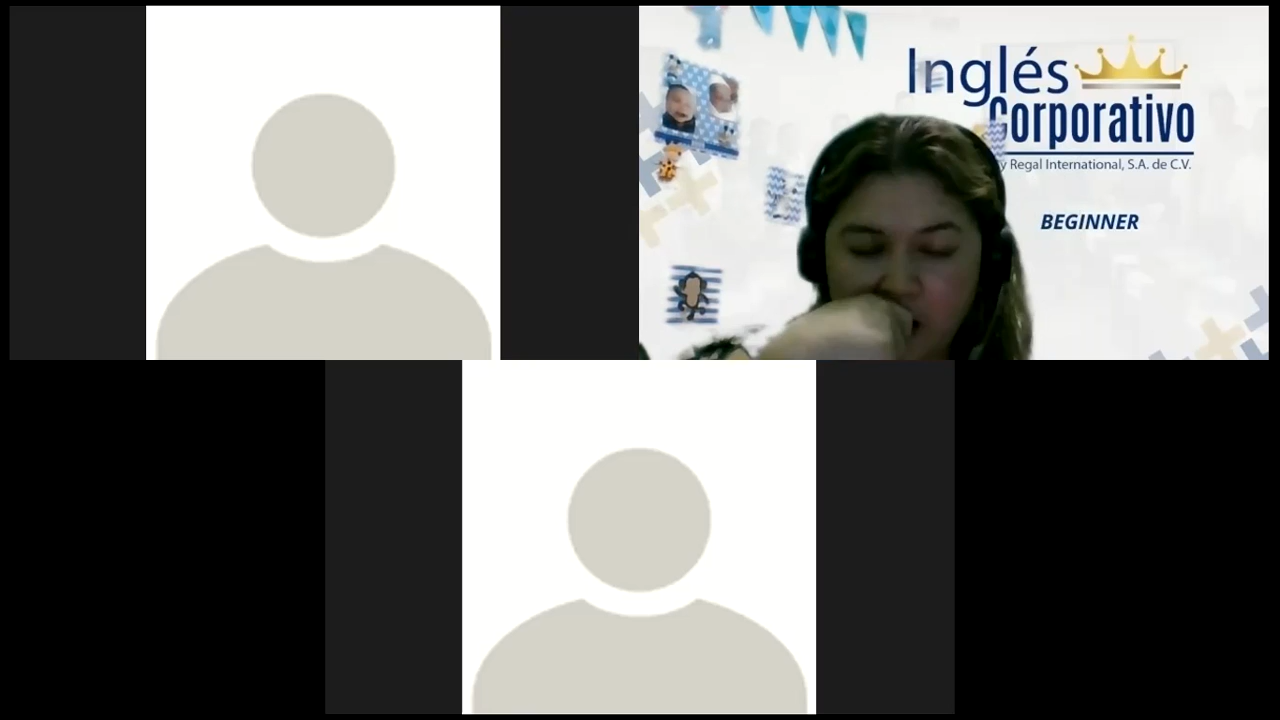 Inglés
Corporativo
y Regal International, S.A. de C.V.
BEGINNER